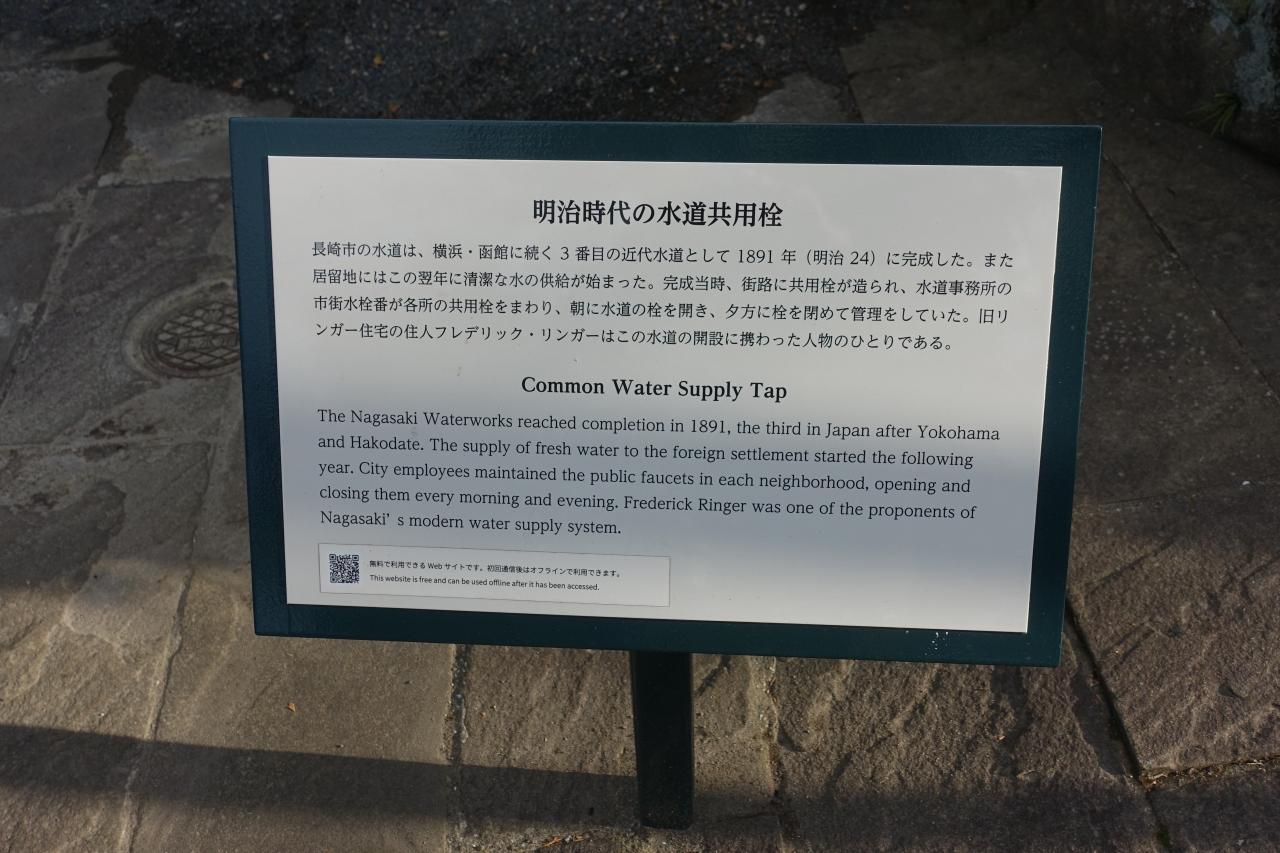 明治時代の水道共用栓
長崎市の水道は、横浜・函館に続く 3 番目の近代水道として 1891 年（明治 24）に完成した。また
居留地にはこの翌年に清潔な水の供給が始まった。完成当時、街路に共用栓が造られ、水道事務所の
市街水栓番が各所の共用栓をまわり、朝に水道の栓を開き、夕方に栓を閉めて管理をしていた。旧リ
ンガー住宅の住人フレデリック・リンガーはこの水道の開設に携わった人物のひとりである。
Common Water Supply Tap
The Nagasaki Waterworks reached completion in 1891, the third in Japan after Yokohama
and Hakodate. The supply of fresh water to the foreign settlement started the following
year. City employees maintained the public faucets in each neighborhood, opening and
closing them every morning and evening. Frederick Ringer was one of the proponents of
Nagasaki’ s modern water supply system.
無料で利用できる Web サイトです。初回通信後はオフラインで利用できます。
This website is free and can be used offline after it has been accessed.